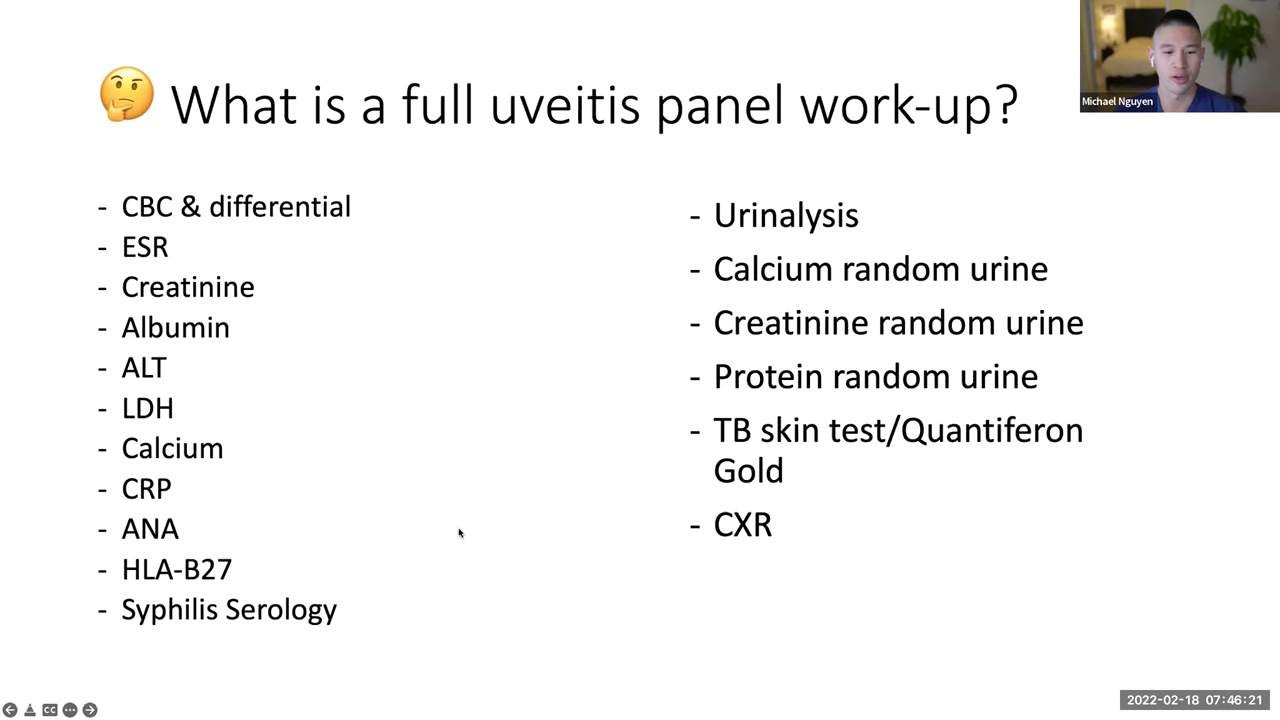 🤔 What is a full uveitis panel work-up?
Michael Nguyen
- CBC & differential
- ESR
- Creatinine
- Albumin
- ALT
- LDH
- Calcium
- CRP
- ANA
- HLA-B27
- Syphilis Serology
- Urinalysis
- Calcium random urine
- Creatinine random urine
- Protein random urine
- TB skin test/Quantiferon
Gold
- CXR
CC
2022-02-18 07:46:21